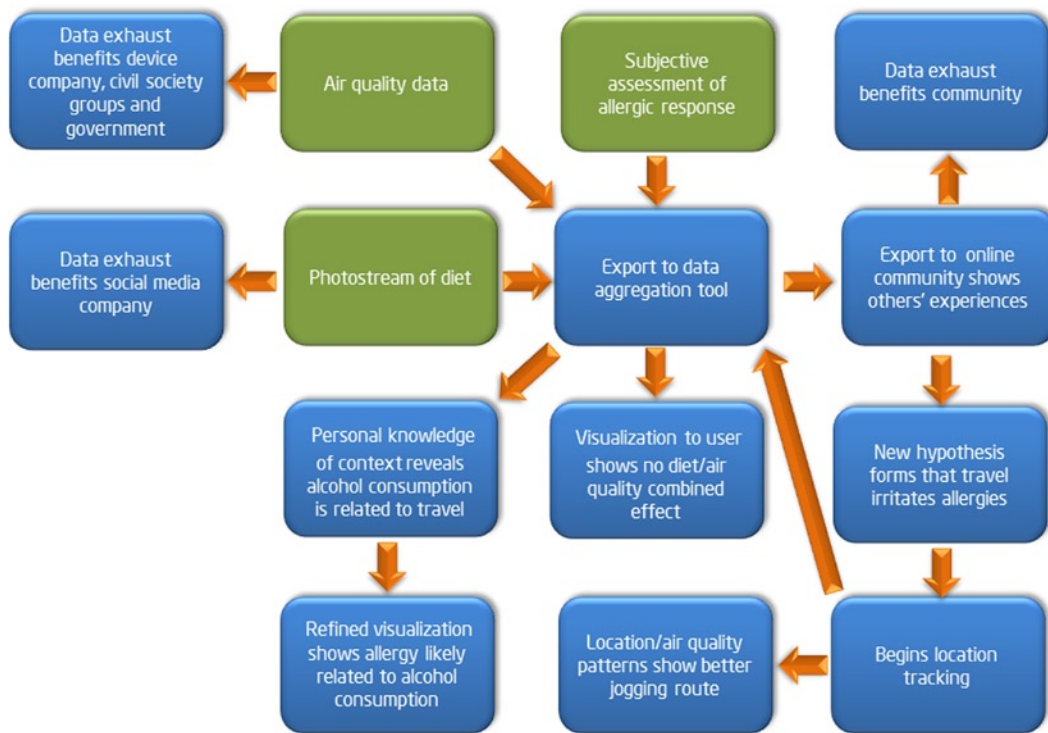 Data exhaust
benefits device
company, civil society
groups and
government
Air quality data
Subjective
assessment of
allergic response
Data exhaust
benefits community
Data exhaust
benefits social media
company
Photostream of diet
Export to data
aggregation tool
Export to online
community shows
others' experiences
Personal knowledge
of context reveals
alcohol consumption
is related to travel
Visualization to user
shows no diet/air
quality combined
effect
New hypothesis
forms that travel
irritates allergies
Refined visualization
shows allergy likely
related to alcohol
consumption
Location/air quality
patterns show better
jogging route
Begins location
tracking